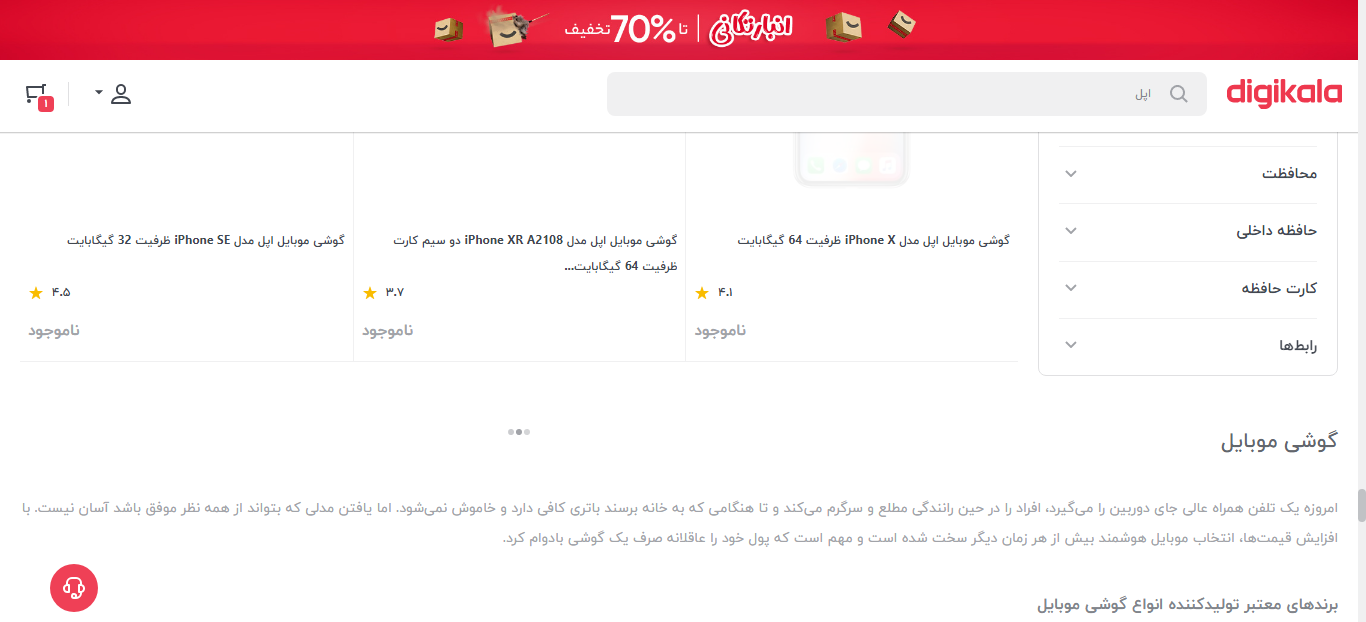 انبارتکانی | تا 70% تخفیف
digikala
اپل
۱
محافظت
حافظه داخلی
کارت حافظه
رابط‌ها
گوشی موبایل اپل مدل iPhone X ظرفیت 64 گیگابایت
۴.۱
ناموجود
گوشی موبایل اپل مدل iPhone XR A2108 دو سیم کارت
ظرفیت 64 گیگابایت...
۳.۷
ناموجود
گوشی موبایل اپل مدل iPhone SE ظرفیت 32 گیگابایت
۴.۵
ناموجود
گوشی موبایل
امروزه یک تلفن همراه عالی جای دوربین را می‌گیرد، افراد را در حین رانندگی مطلع و سرگرم می‌کند و تا هنگامی که به خانه برسند باتری کافی دارد و خاموش نمی‌شود. اما یافتن مدلی که بتواند از همه نظر موفق باشد آسان نیست. با
افزایش قیمت‌ها، انتخاب موبایل هوشمند بیش از هر زمان دیگر سخت شده است و مهم است که پول خود را عاقلانه صرف یک گوشی بادوام کرد.
برندهای معتبر تولیدکننده انواع گوشی موبایل